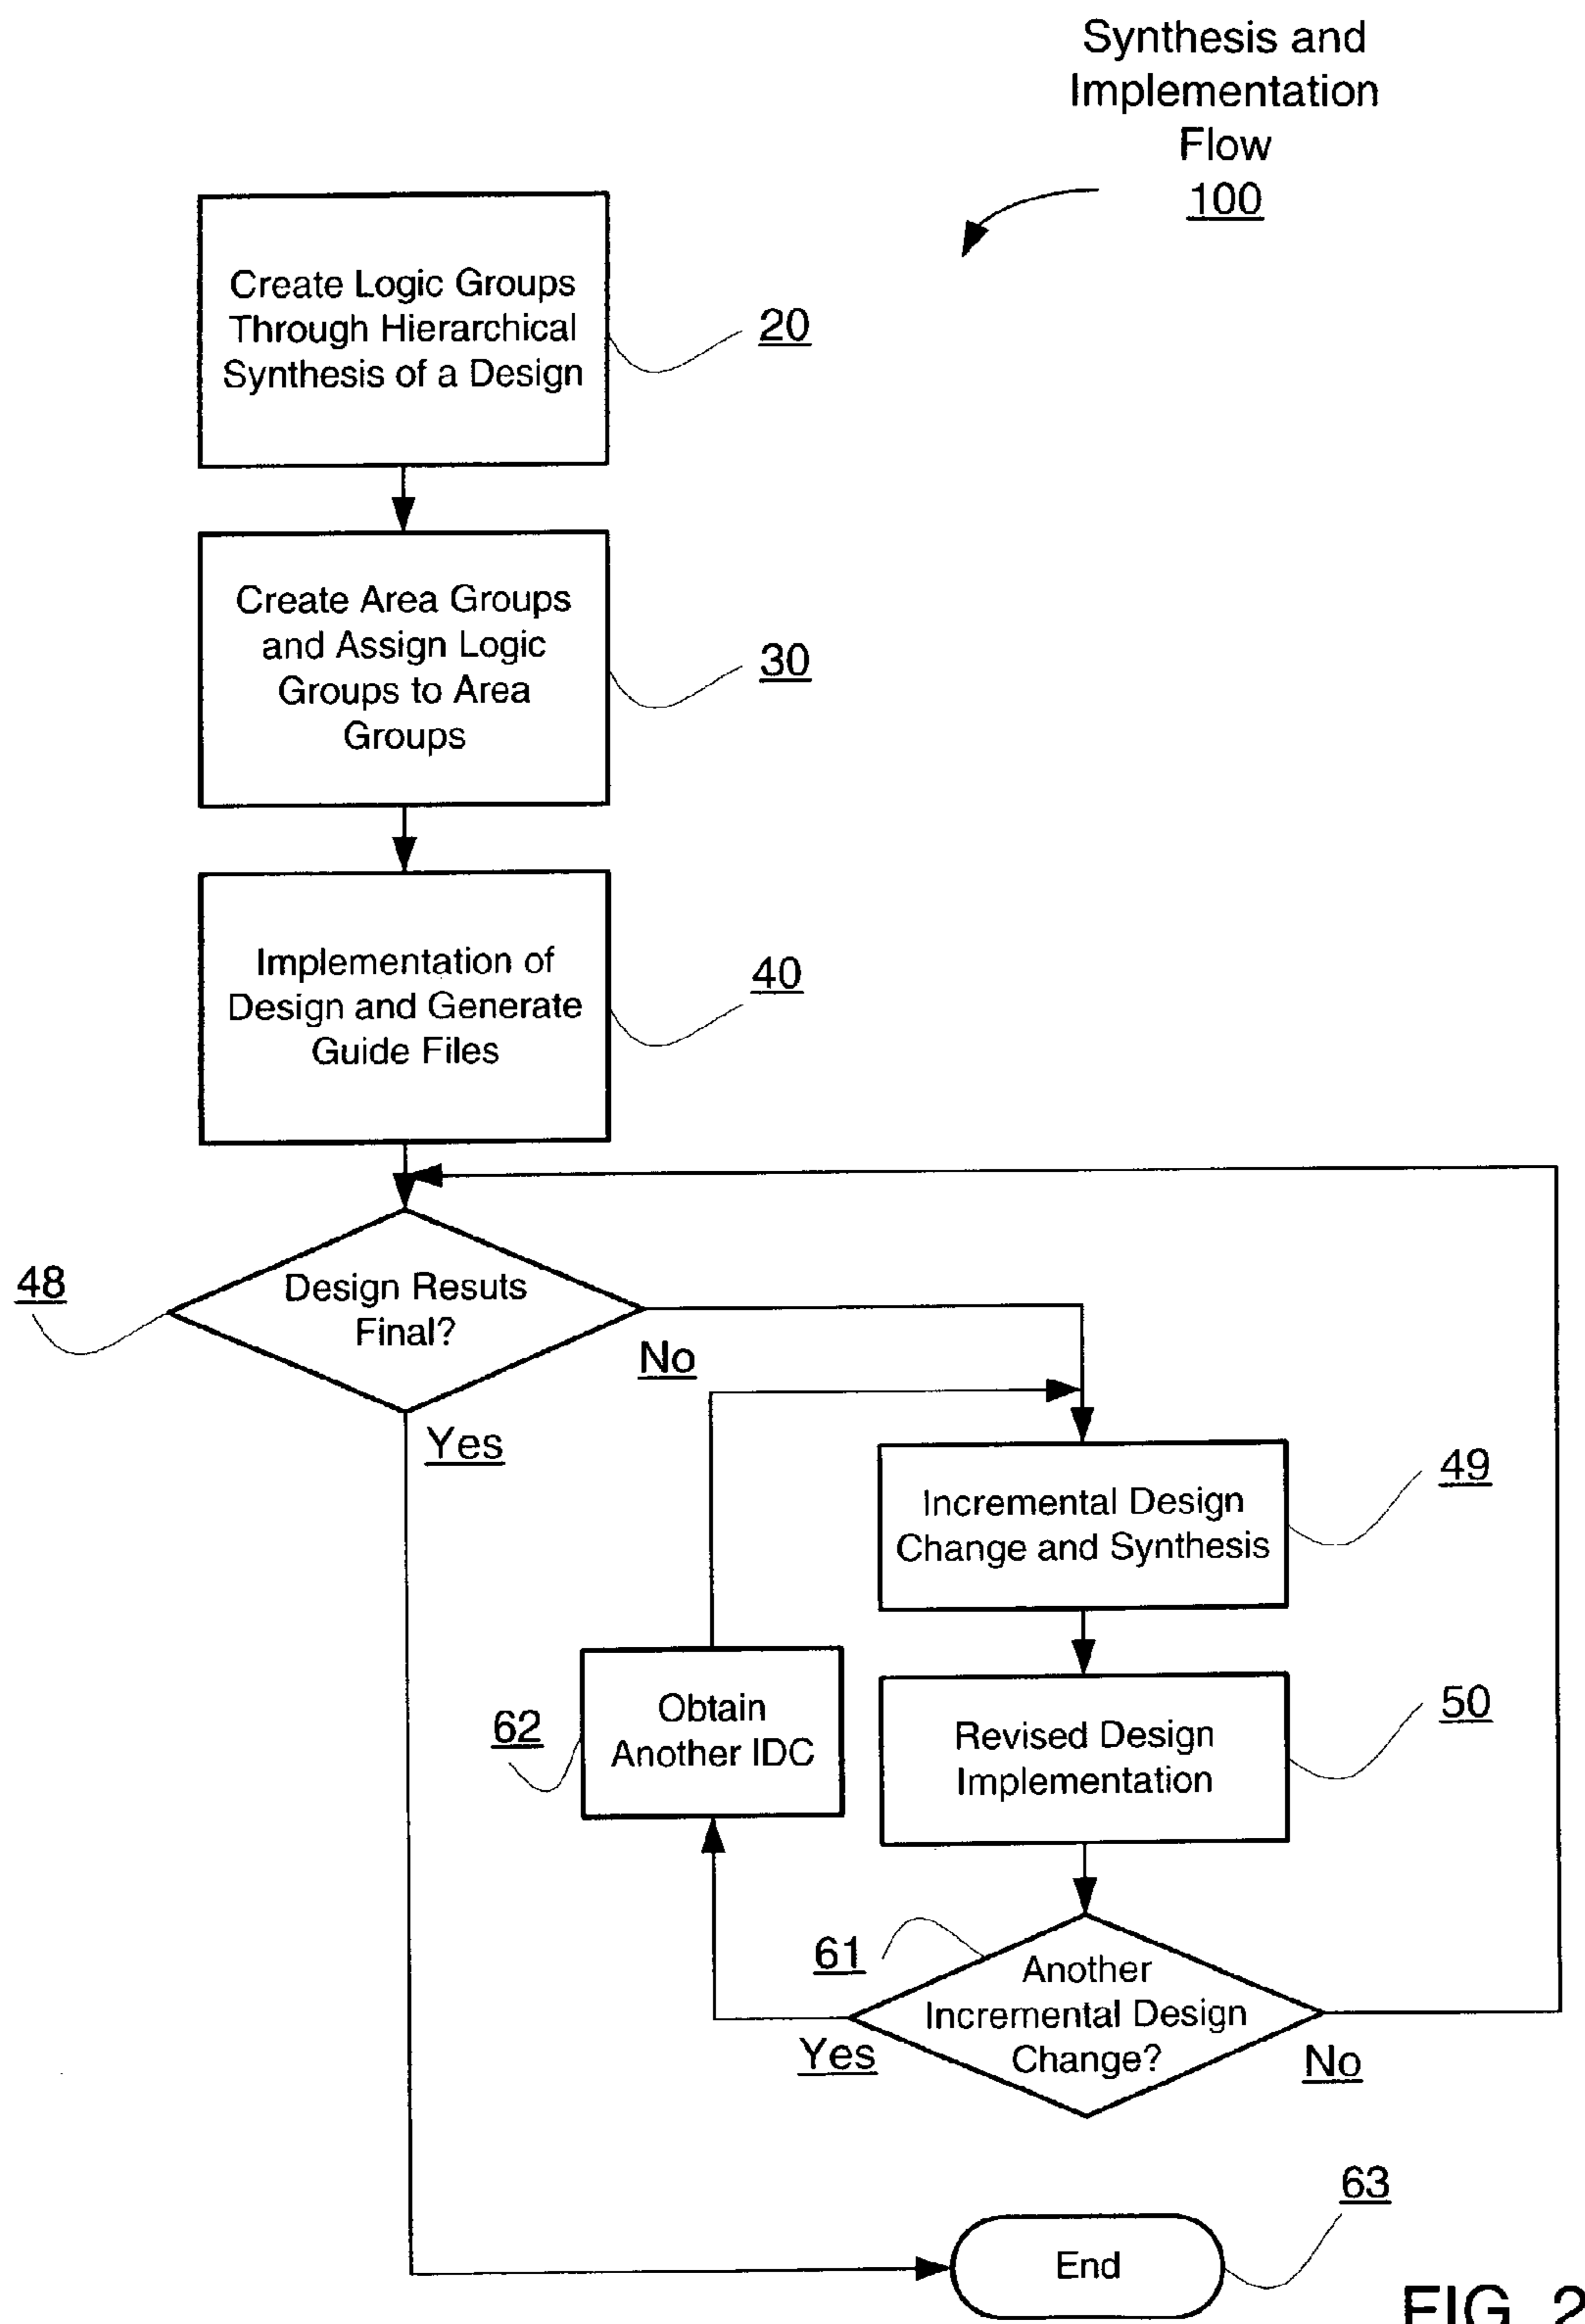 Synthesis and
Implementation
Flow
100
Create Logic Groups
Through Hierarchical
Synthesis of a Design
20
Create Area Groups
and Assign Logic
Groups to Area
Groups
30
Implementation of
Design and Generate
Guide Files
40
48
Design Resuts
Final?
No
Yes
Incremental Design
Change and Synthesis
49
Obtain
Another IDC
62
Revised Design
Implementation
50
61
Another
Incremental Design
Change?
Yes
No
63
End
FIG. 2